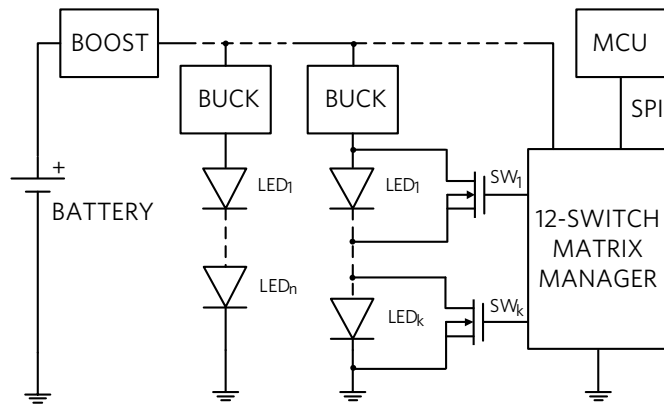 BOOST
MCU
BUCK
BUCK
SPI
+
BATTERY
LED1
LED1
SW1
12-SWITCH
MATRIX
MANAGER
LEDn
LEDk
SWk